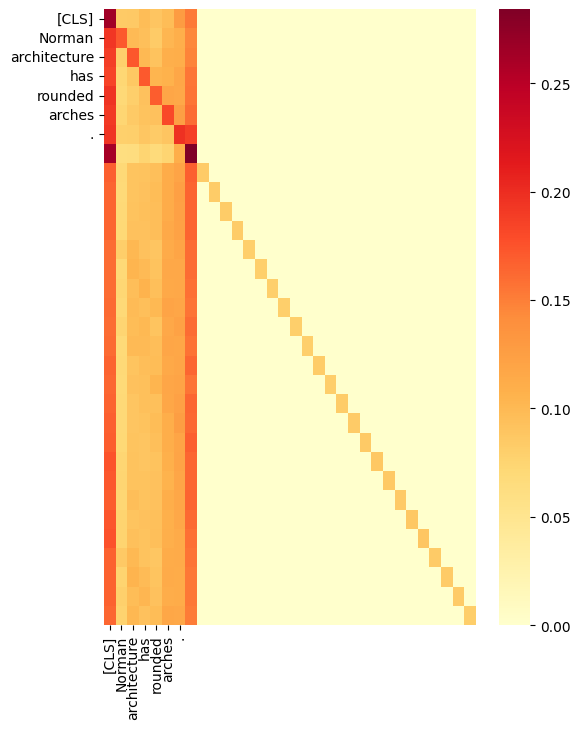 [CLS]
Norman
architecture
has
rounded
arches
.
0.25
0.20
0.15
0.10
0.05
0.00
[CLS]
Norman
architecture
has
rounded
arches
.